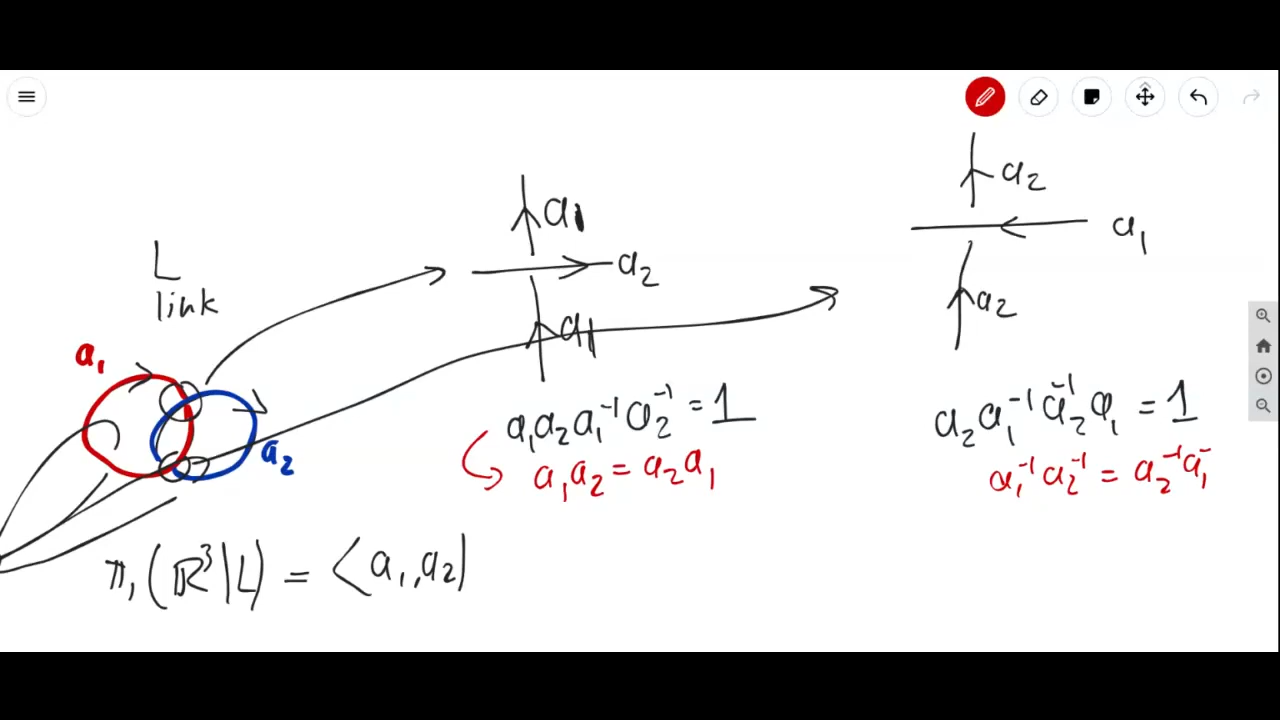 L
link
a₁
a₂
a₁
a₂
a₁
a₁a₂a₁⁻¹a₂⁻¹ = 1
a₁a₂ = a₂a₁
a₂
a₁
a₂
a₂a₁⁻¹a₂⁻¹a₁ = 1
a₁⁻¹a₂⁻¹ = a₂⁻¹a₁⁻
π₁(ℝ³|L) = ⟨a₁,a₂|